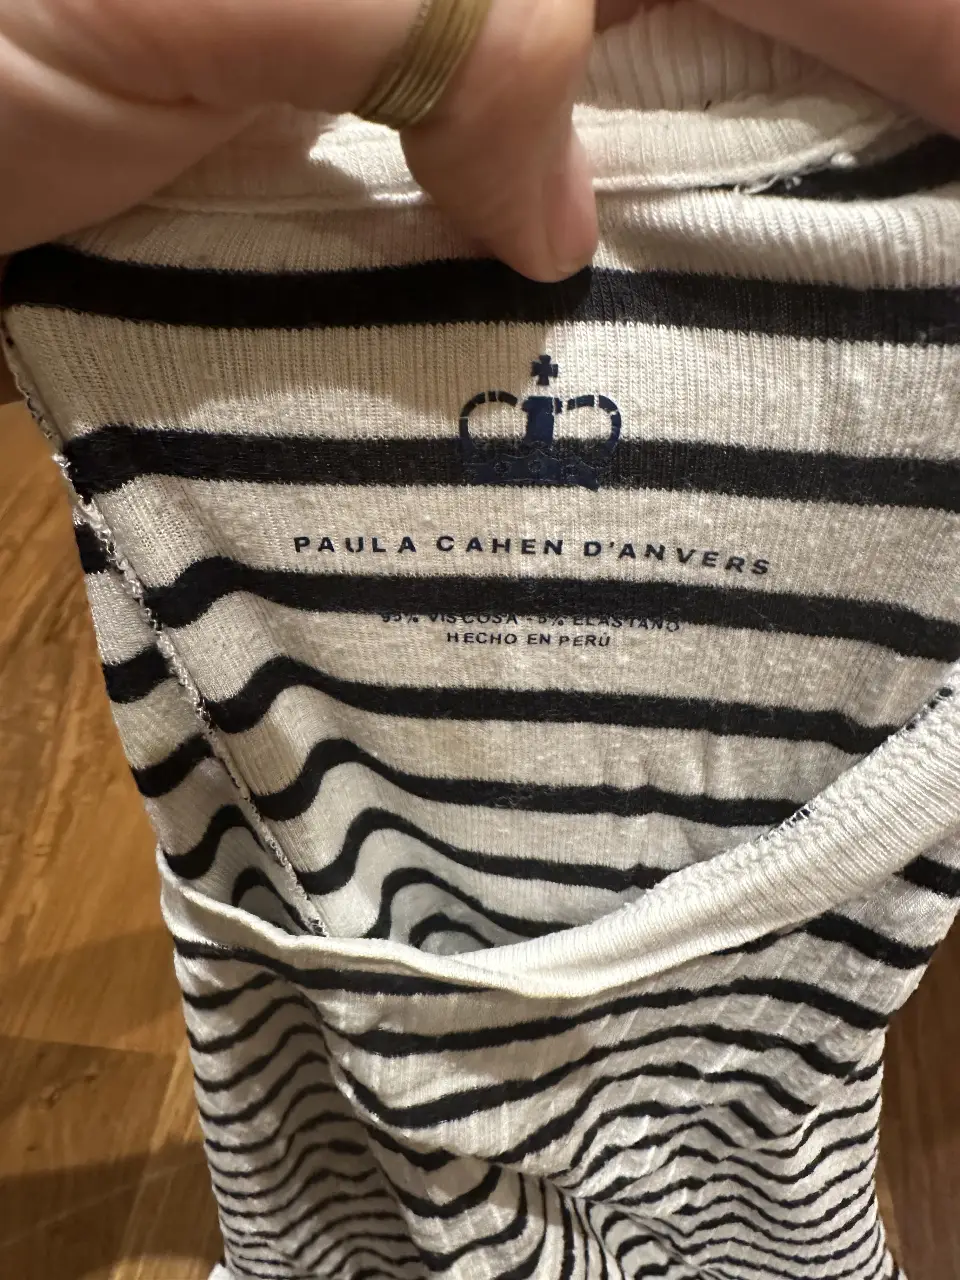 PAULA CAHEN D'ANVERS
95% VISCOSA - 5% ELASTANO
HECHO EN PERÚ